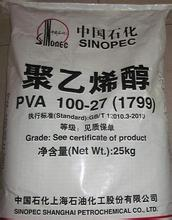 中国石化
SINOPEC
SINOPEC
聚乙烯醇
PVA 100-27 (1799)
执行标准(Standard):GB/T 12010.3-2010
等级：见质保单
Grade: See certificate of product
净含量(Net Wt.): 25kg
中国石化上海石油化工股份有限公司
SINOPEC SHANGHAI PETROCHEMICAL CO., LTD.